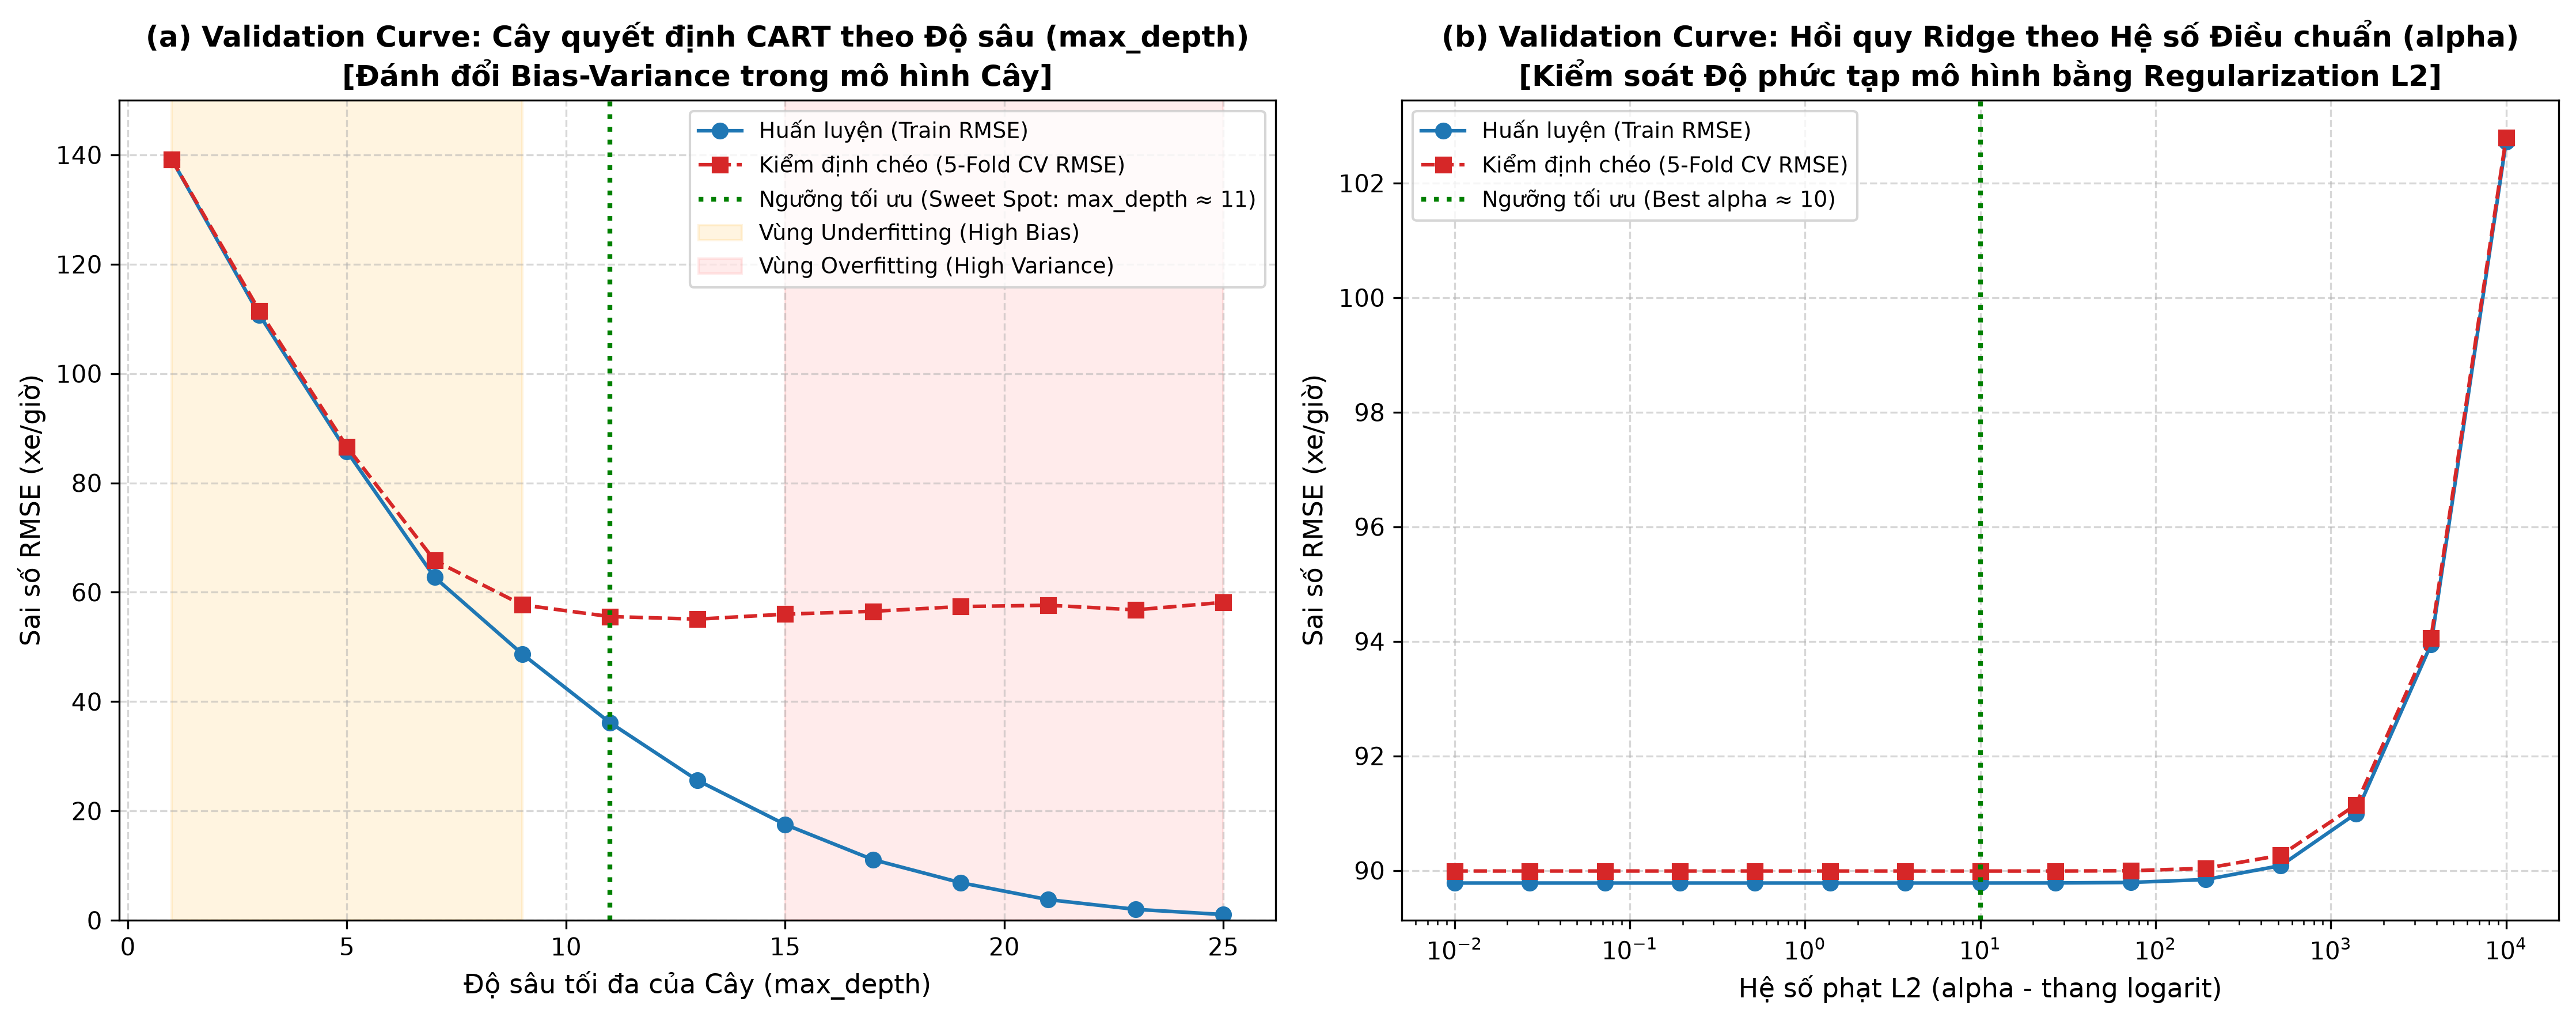 (a) Validation Curve: Cây quyết định CART theo Độ sâu (max_depth)
[Đánh đổi Bias-Variance trong mô hình Cây]
Huấn luyện (Train RMSE)
Kiểm định chéo (5-Fold CV RMSE)
Ngưỡng tối ưu (Sweet Spot: max_depth ≈ 11)
Vùng Underfitting (High Bias)
Vùng Overfitting (High Variance)
Sai số RMSE (xe/giờ)
140
120
100
80
60
40
20
0
0 5 10 15 20 25
Độ sâu tối đa của Cây (max_depth)
(b) Validation Curve: Hồi quy Ridge theo Hệ số Điều chuẩn (alpha)
[Kiểm soát Độ phức tạp mô hình bằng Regularization L2]
Huấn luyện (Train RMSE)
Kiểm định chéo (5-Fold CV RMSE)
Ngưỡng tối ưu (Best alpha ≈ 10)
Sai số RMSE (xe/giờ)
102
100
98
96
94
92
90
10⁻² 10⁻¹ 10⁰ 10¹ 10² 10³ 10⁴
Hệ số phạt L2 (alpha - thang logarit)